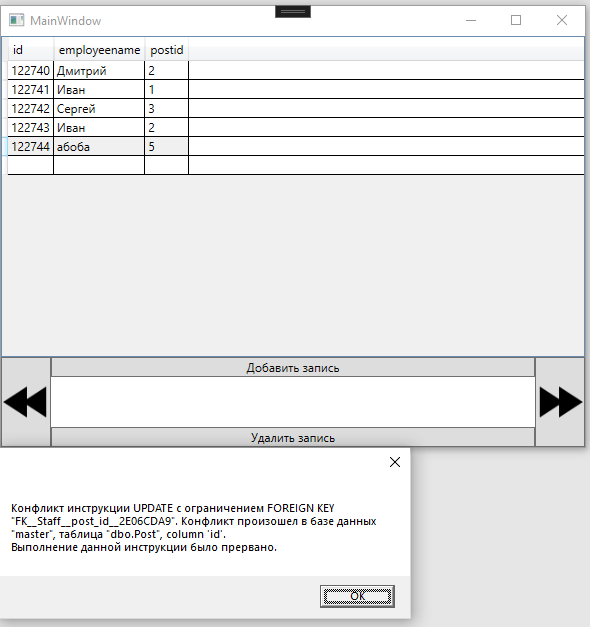 MainWindow
id employeename postid
122740 Дмитрий 2
122741 Иван 1
122742 Сергей 3
122743 Иван 2
122744 абоба 5
Добавить запись
Удалить запись
Конфликт инструкции UPDATE с ограничением FOREIGN KEY
"FK__Staff__post_id__2E06CDA9". Конфликт произошел в базе данных
"master", таблица "dbo.Post", column 'id'.
Выполнение данной инструкции было прервано.
OK